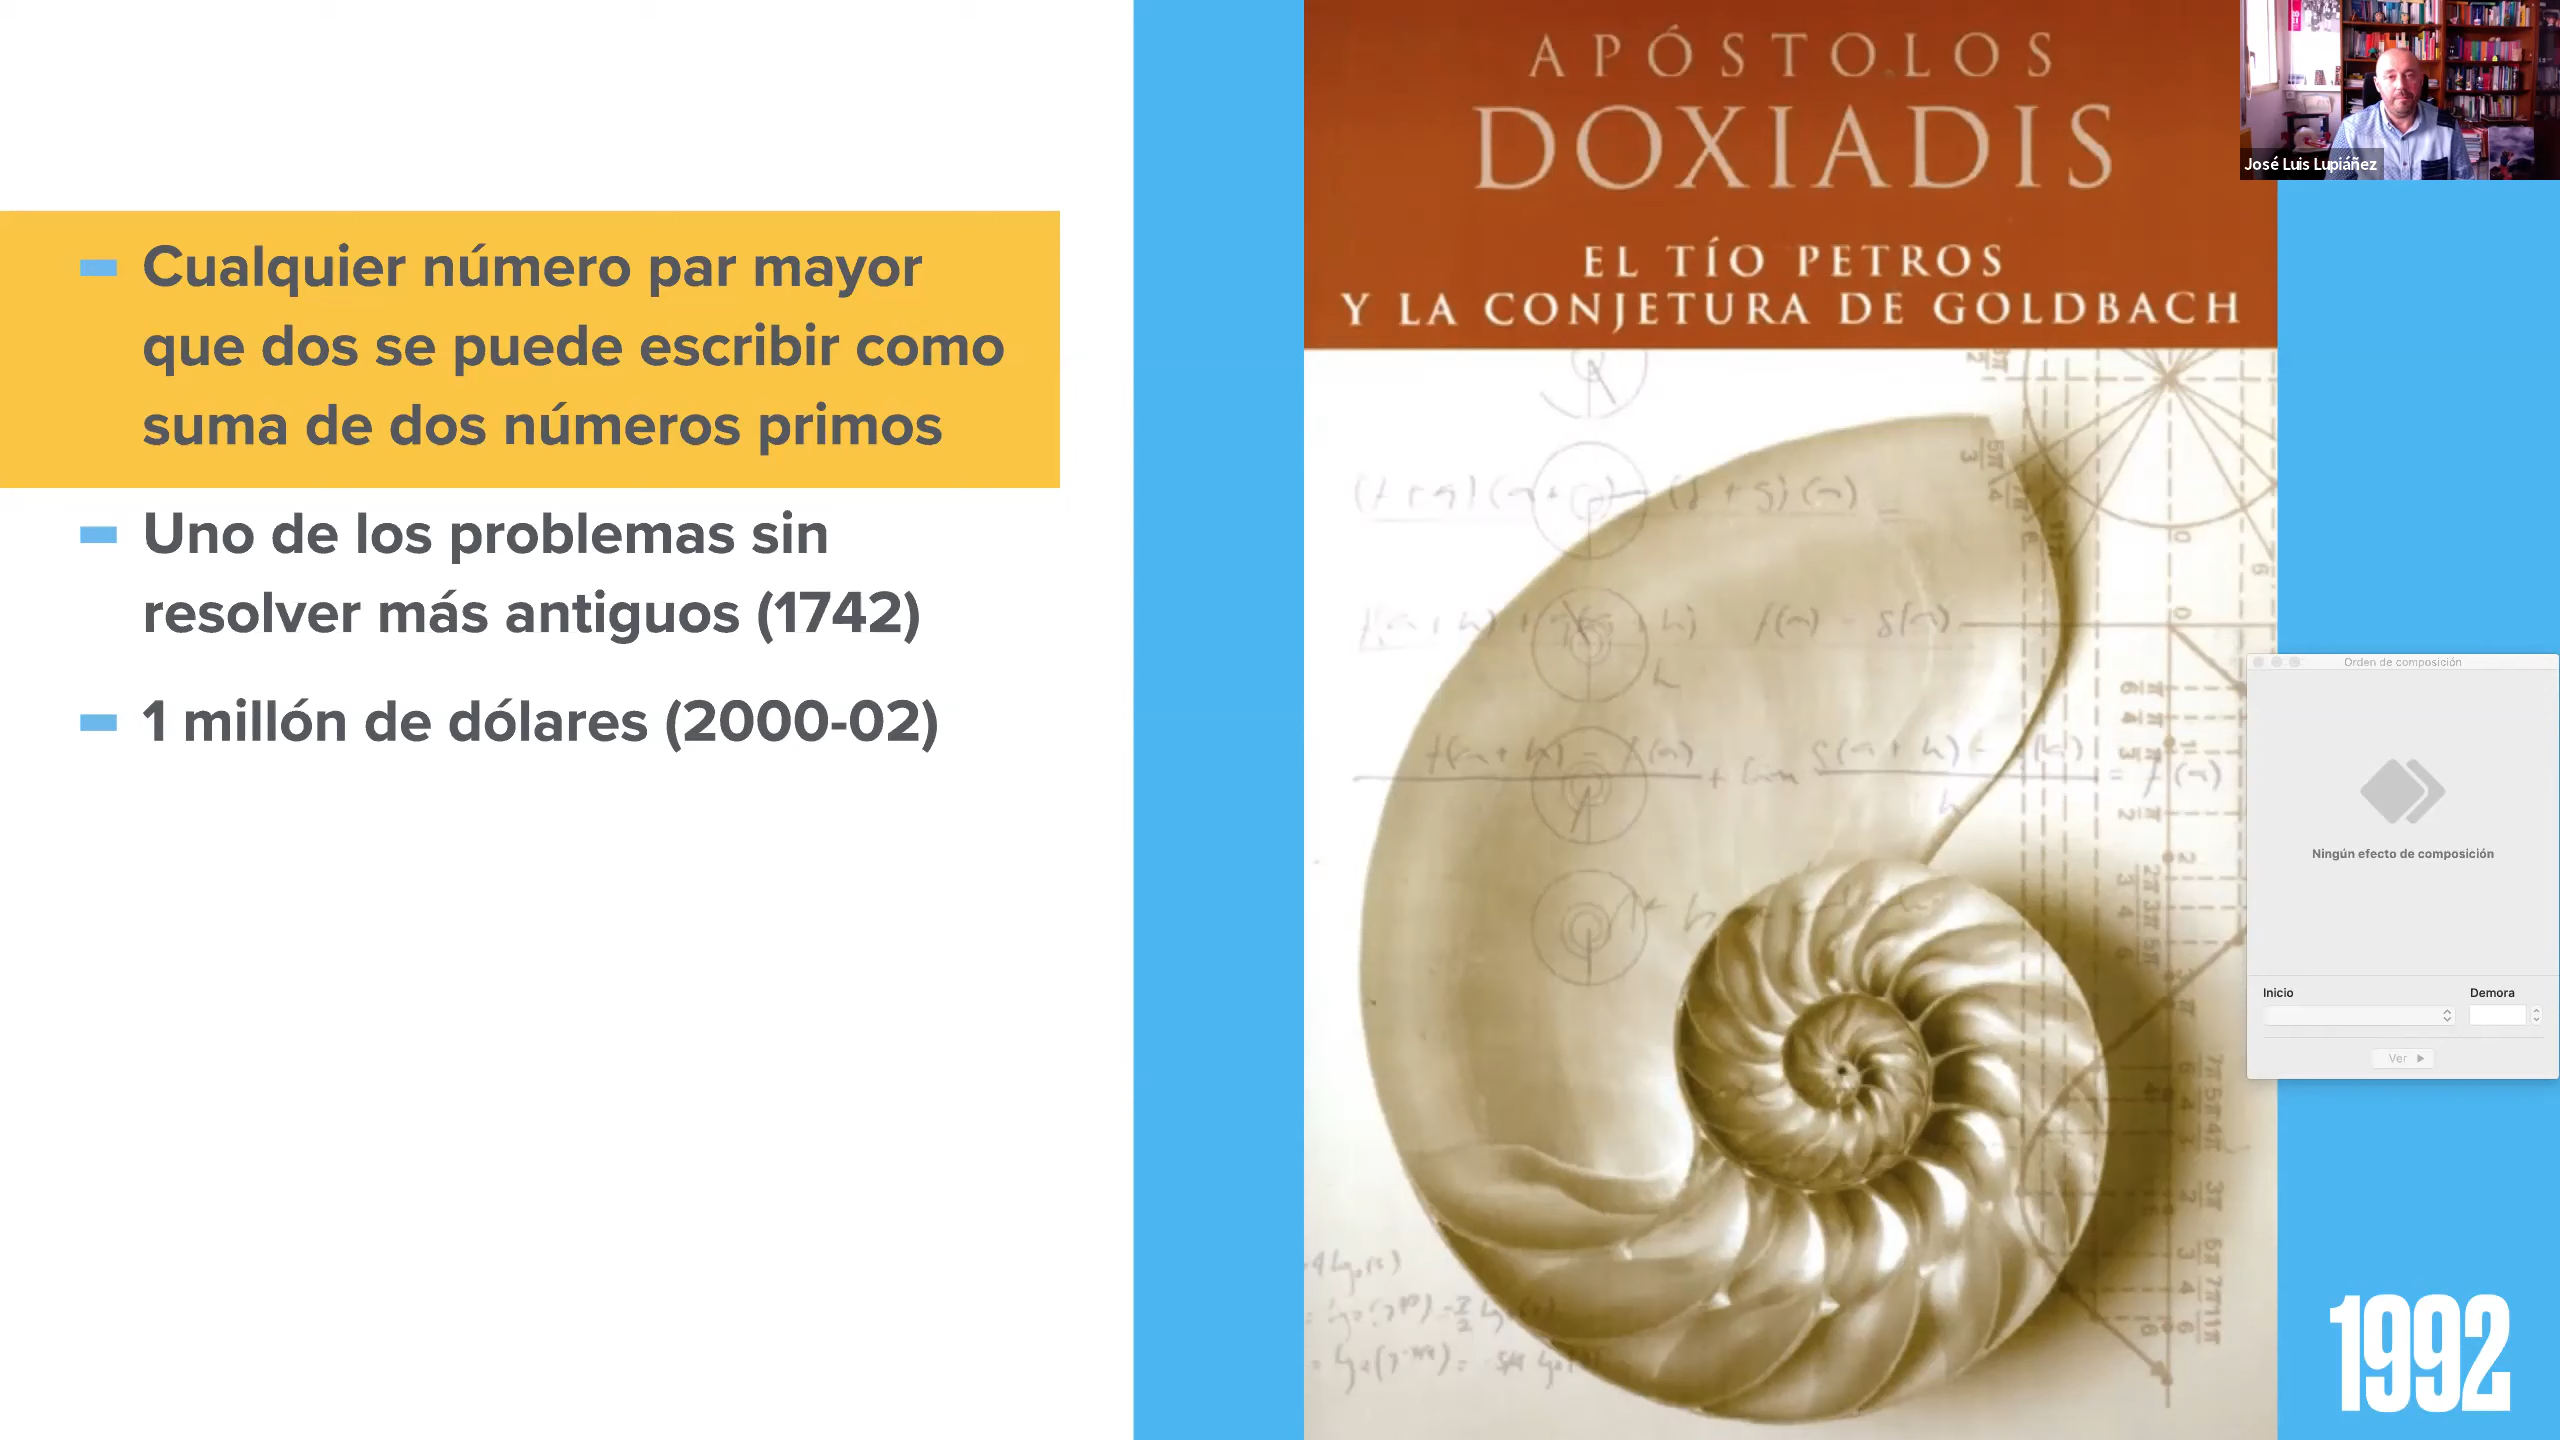 Cualquier número par mayor
que dos se puede escribir como
suma de dos números primos
Uno de los problemas sin
resolver más antiguos (1742)
1 millón de dólares (2000-02)
APÓSTOLOS
DOXIADIS
EL TÍO PETROS
Y LA CONJETURA DE GOLDBACH
José Luis Lupiáñez
Orden de composición
Ningún efecto de composición
Inicio
Demora
Ver
1992